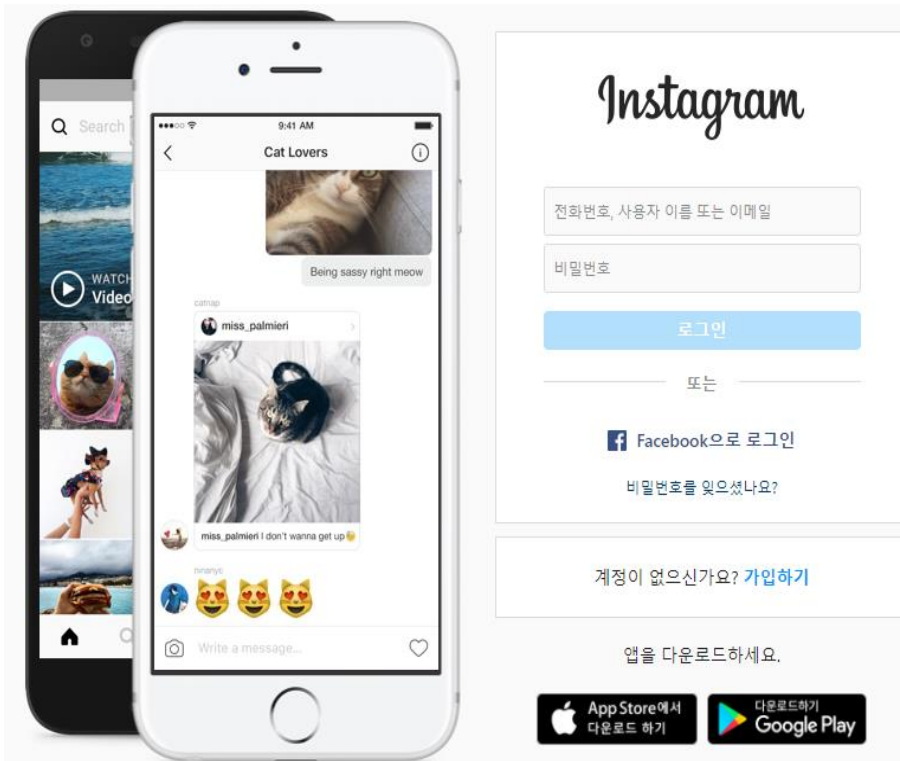 Search
WATCH
Video
9:41 AM
Cat Lovers
Being sassy right meow
catnap
miss_palmieri
miss_palmieri I don't wanna get up
Write a message...
Instagram
전화번호, 사용자 이름 또는 이메일
비밀번호
로그인
또는
Facebook으로 로그인
비밀번호를 잊으셨나요?
계정이 없으신가요? 가입하기
앱을 다운로드하세요.
App Store에서
다운로드 하기
다운로드하기
Google Play